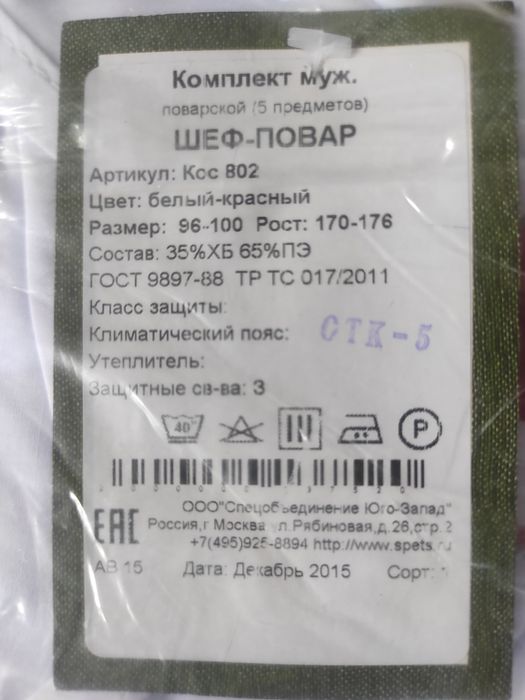 Комплект муж.
поварской (5 предметов)
ШЕФ-ПОВАР
Артикул: Ксс 802
Цвет: белый-красный
Размер: 96-100 Рост: 170-176
Состав: 35%ХБ 65%ПЭ
ГОСТ 9897-88 ТР ТС 017/2011
Класс защиты:
Климатический пояс: СТК-5
Утеплитель:
Защитные св-ва: З
40° P
ООО"Спецобъединение Юго-Запад"
EAC Россия,г Москва ул.Рябиновая,д.26,стр.2
+7(495)925-8894 http://www.spets.ru
АВ 15 Дата: Декабрь 2015 Сорт: